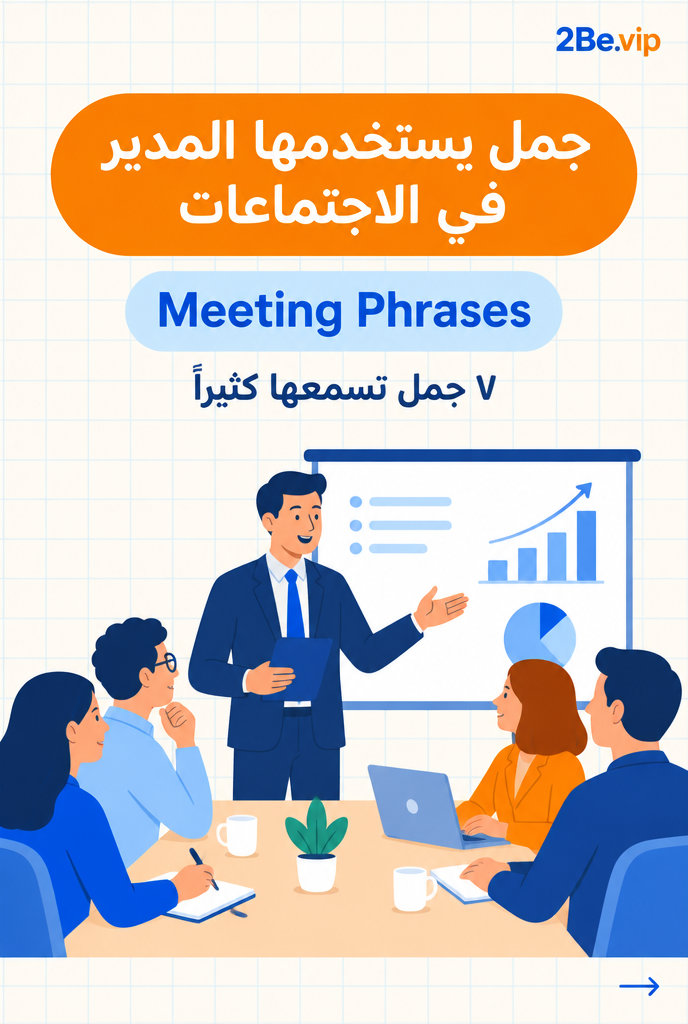 2Be.vip
جمل يستخدمها المدير
في الاجتماعات
Meeting Phrases
٧ جمل تسمعها كثيراً